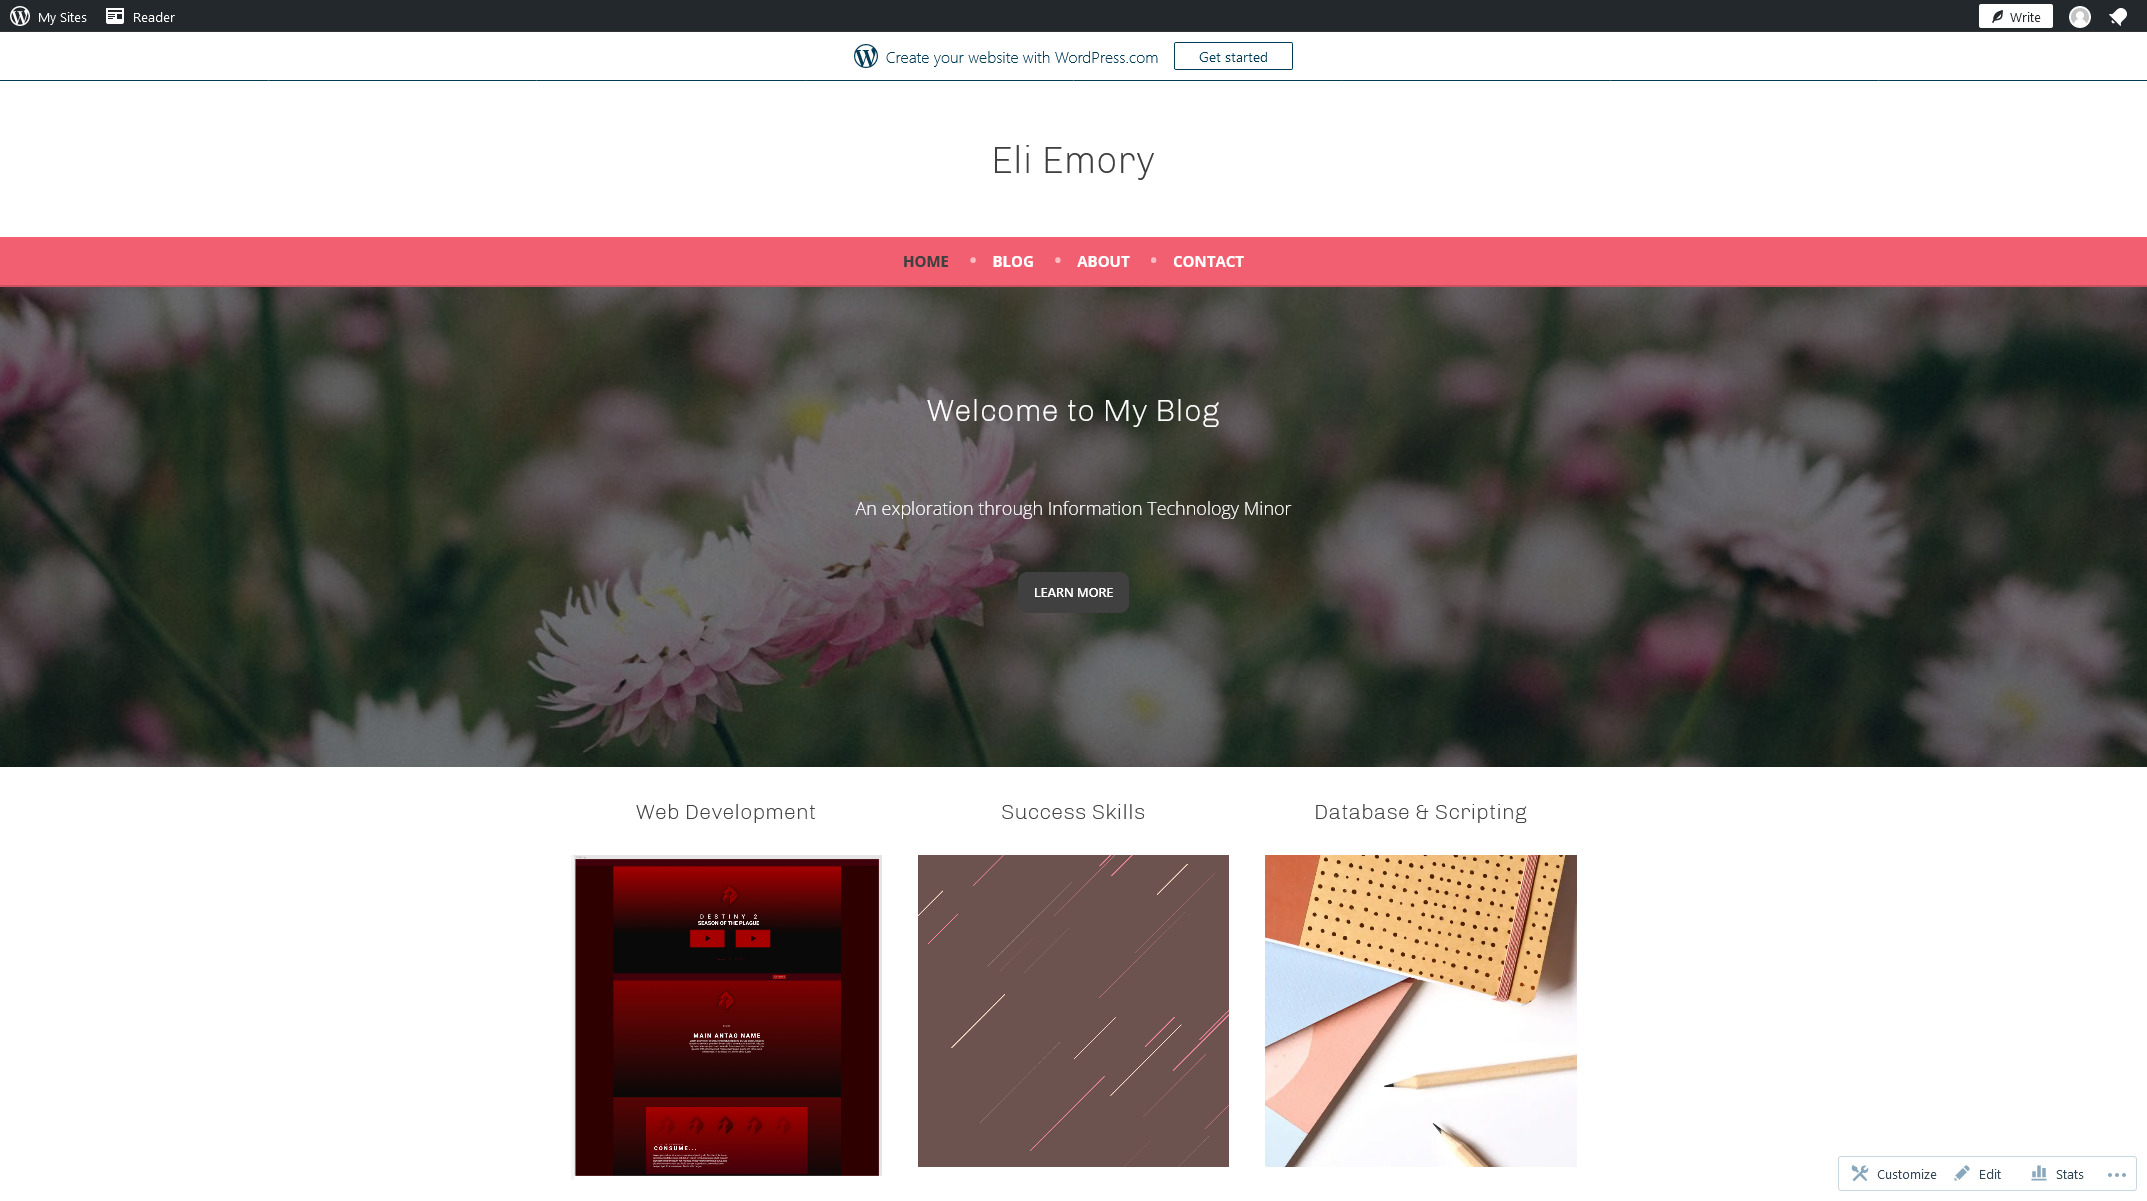 My Sites Reader Write
Create your website with WordPress.com Get started
Eli Emory
HOME • BLOG • ABOUT • CONTACT
Welcome to My Blog
An exploration through Information Technology Minor
LEARN MORE
Web Development Success Skills Database & Scripting
DESTINY 2
SEASON OF THE PLAGUE
MAIN ANTAG NAME
CONSUME...
Customize Edit Stats